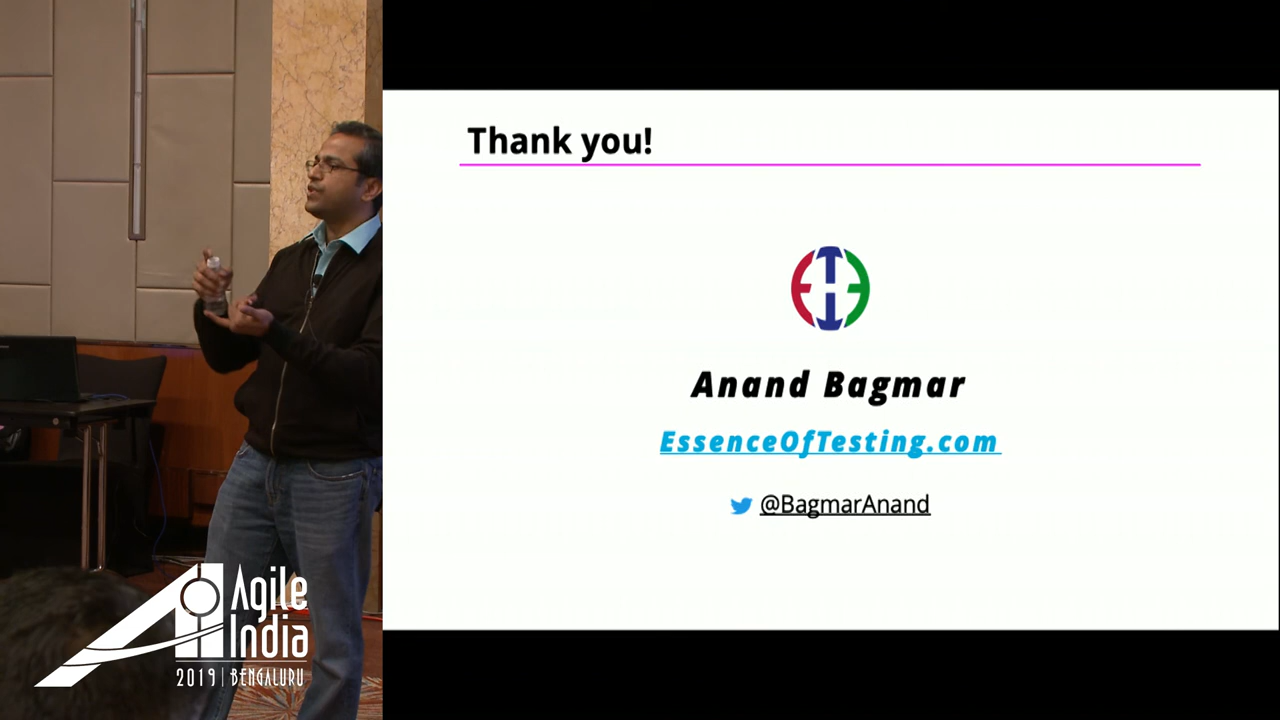 Thank you!
Anand Bagmar
EssenceOfTesting.com
@BagmarAnand
Agile
India
2019 | BENGALURU